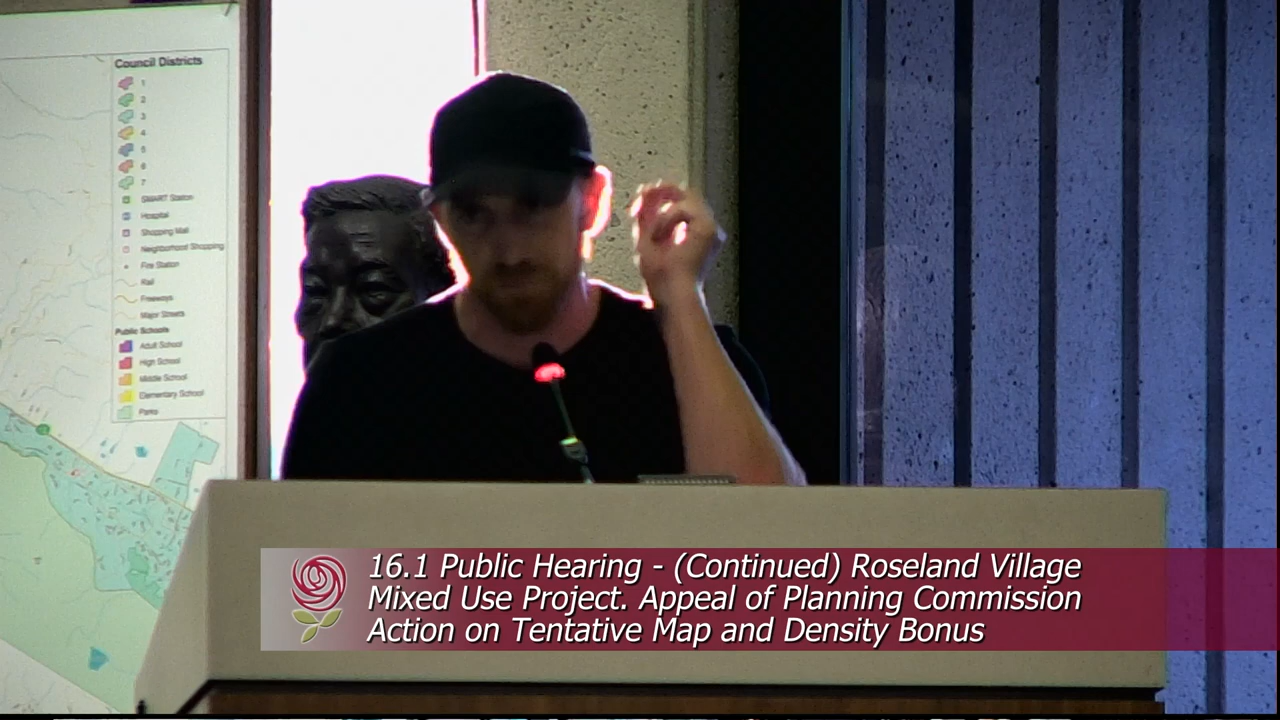 Council Districts
1
2
3
4
5
6
7
SMART Station
Hospital
Shopping Mall
Neighborhood Shopping
Fire Station
Rail
Freeways
Major Streets
Public Schools
Adult School
High School
Middle School
Elementary School
Parks
16.1 Public Hearing - (Continued) Roseland Village
Mixed Use Project. Appeal of Planning Commission
Action on Tentative Map and Density Bonus